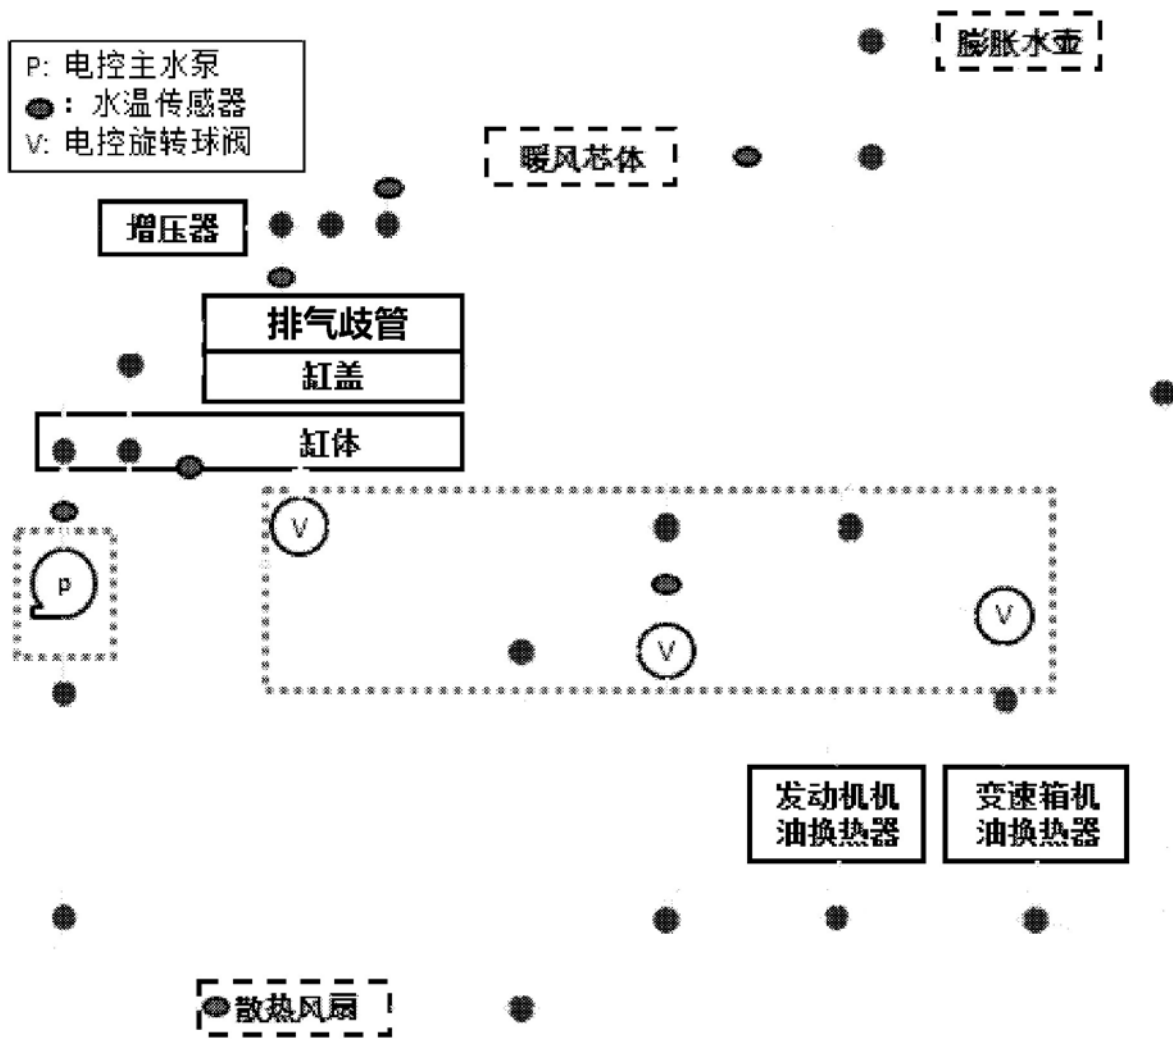 P: 电控主水泵
: 水温传感器
V: 电控旋转球阀
膨胀水壶
暖风芯体
增压器
排气歧管
缸盖
缸体
V
P
V
V
发动机机
油换热器
变速箱机
油换热器
散热风扇